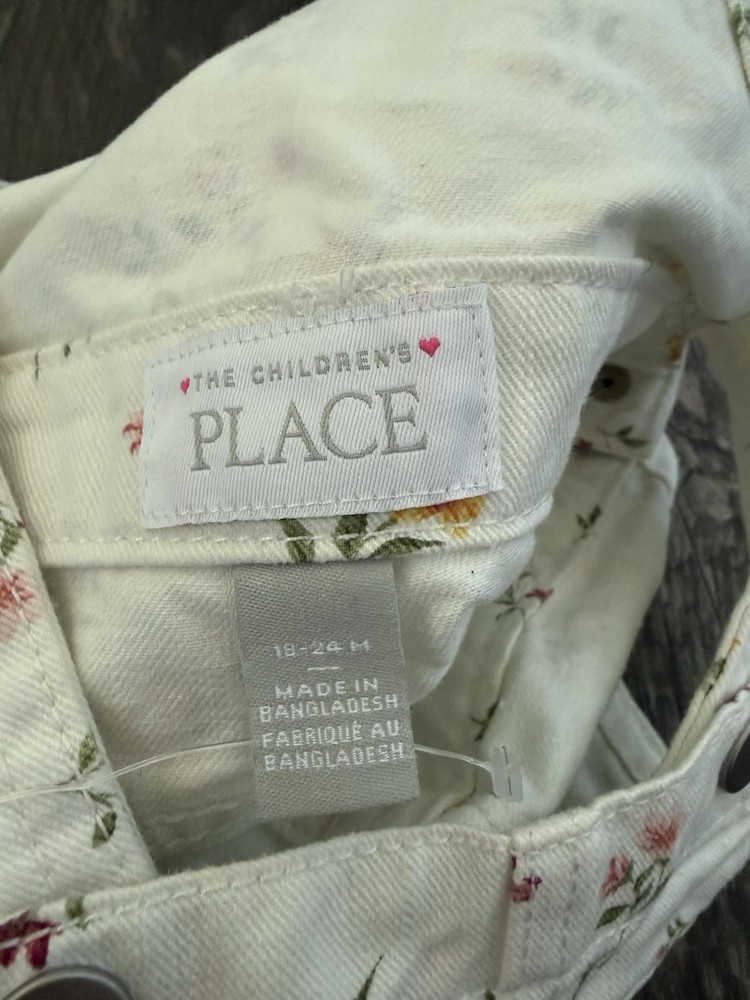 THE CHILDREN'S
PLACE
18-24 M
MADE IN
BANGLADESH
FABRIQUÉ AU
BANGLADESH